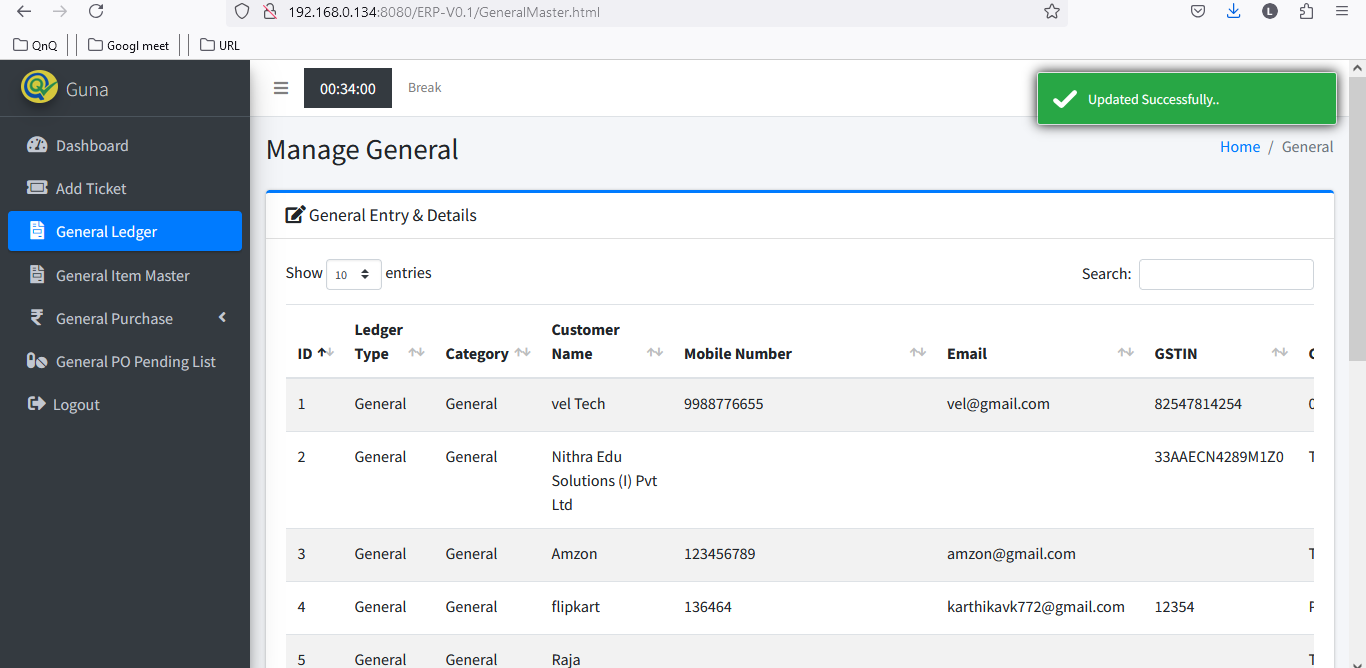 192.168.0.134:8080/ERP-V0.1/GeneralMaster.html
L
QnQ
Googl meet
URL
Guna
00:34:00
Break
Updated Successfully..
Dashboard
Add Ticket
General Ledger
General Item Master
General Purchase
General PO Pending List
Logout
Manage General
Home / General
General Entry & Details
Show 10 entries
Search:
ID Ledger Type Category Customer Name Mobile Number Email GSTIN
1 General General vel Tech 9988776655 vel@gmail.com 82547814254
2 General General Nithra Edu 33AAECN4289M1Z0
Solutions (I) Pvt
Ltd
3 General General Amzon 123456789 amzon@gmail.com
4 General General flipkart 136464 karthikavk772@gmail.com 12354
5 General General Raja